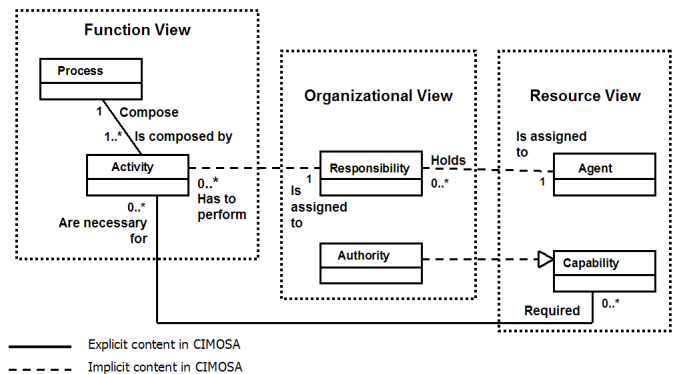 Function View
Process
1
Compose
1..*
Is composed by
Activity
0..*
Has to
perform
0..*
Are necessary
for
Organizational View
Responsibility
1
Is
assigned
to
Holds
0..*
Authority
Resource View
Is assigned
to
1
Agent
Capability
0..*
Required
Explicit content in CIMOSA
Implicit content in CIMOSA